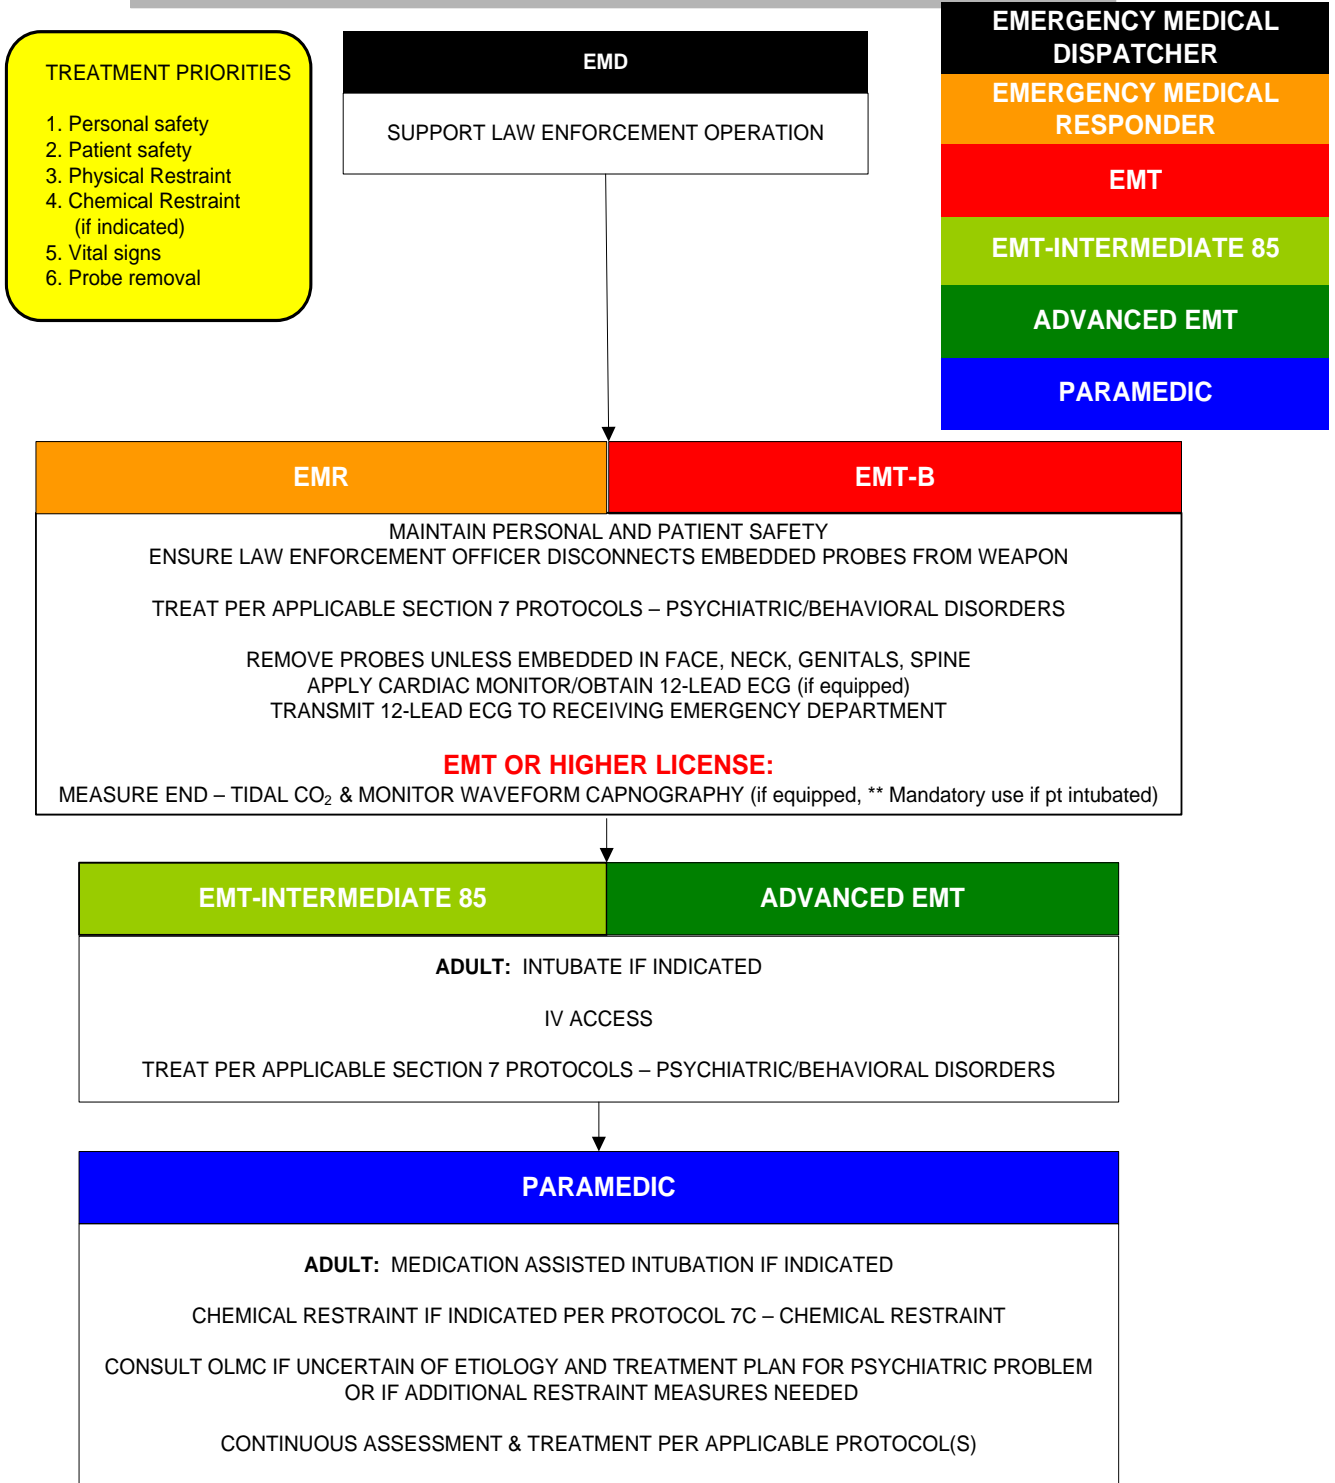 TREATMENT PRIORITIES
1. Personal safety
2. Patient safety
3. Physical Restraint
4. Chemical Restraint
(if indicated)
5. Vital signs
6. Probe removal
EMD
SUPPORT LAW ENFORCEMENT OPERATION
EMERGENCY MEDICAL
DISPATCHER
EMERGENCY MEDICAL
RESPONDER
EMT
EMT-INTERMEDIATE 85
ADVANCED EMT
PARAMEDIC
EMR
EMT-B
MAINTAIN PERSONAL AND PATIENT SAFETY
ENSURE LAW ENFORCEMENT OFFICER DISCONNECTS EMBEDDED PROBES FROM WEAPON
TREAT PER APPLICABLE SECTION 7 PROTOCOLS – PSYCHIATRIC/BEHAVIORAL DISORDERS
REMOVE PROBES UNLESS EMBEDDED IN FACE, NECK, GENITALS, SPINE
APPLY CARDIAC MONITOR/OBTAIN 12-LEAD ECG (if equipped)
TRANSMIT 12-LEAD ECG TO RECEIVING EMERGENCY DEPARTMENT
EMT OR HIGHER LICENSE:
MEASURE END – TIDAL CO₂ & MONITOR WAVEFORM CAPNOGRAPHY (if equipped, ** Mandatory use if pt intubated)
EMT-INTERMEDIATE 85
ADVANCED EMT
ADULT: INTUBATE IF INDICATED
IV ACCESS
TREAT PER APPLICABLE SECTION 7 PROTOCOLS – PSYCHIATRIC/BEHAVIORAL DISORDERS
PARAMEDIC
ADULT: MEDICATION ASSISTED INTUBATION IF INDICATED
CHEMICAL RESTRAINT IF INDICATED PER PROTOCOL 7C – CHEMICAL RESTRAINT
CONSULT OLMC IF UNCERTAIN OF ETIOLOGY AND TREATMENT PLAN FOR PSYCHIATRIC PROBLEM
OR IF ADDITIONAL RESTRAINT MEASURES NEEDED
CONTINUOUS ASSESSMENT & TREATMENT PER APPLICABLE PROTOCOL(S)